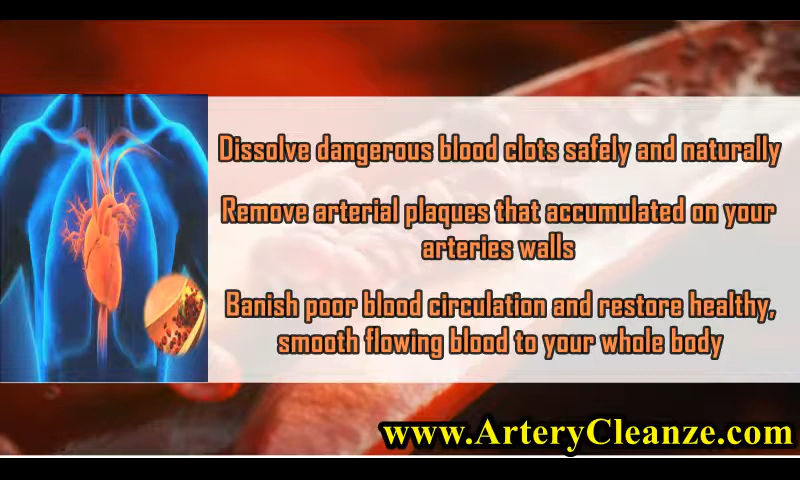 Dissolve dangerous blood clots safely and naturally
Remove arterial plaques that accumulated on your
arteries walls
Banish poor blood circulation and restore healthy,
smooth flowing blood to your whole body
www.ArteryCleanze.com